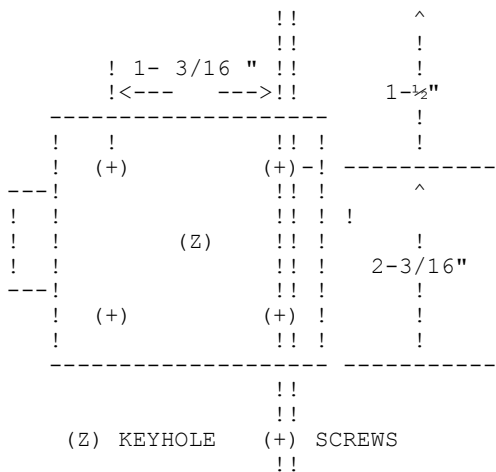 !!          ^
                        !!          !
        ! 1- 3/16 " !!          !
        !<---   --->!!        1-½"
    ---------------------       !
    !   !           !! !        !
    !  (+)         (+)-! -----------
 ---!               !! !        ^
 !  !               !! ! !
 !  !       (Z)     !! !        !
 !  !               !! !    2-3/16"
 ---!               !! !        !
    !  (+)         (+) !        !
    !               !! !        !
    --------------------- -----------
                    !!
                    !!
     (Z) KEYHOLE   (+) SCREWS
                    !!